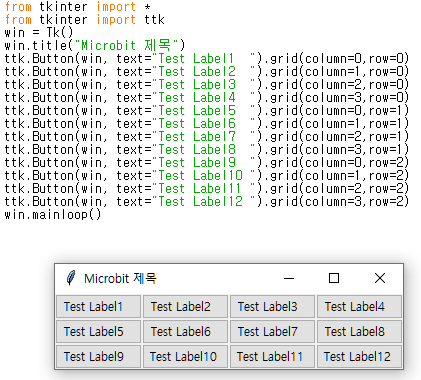 from tkinter import *
from tkinter import ttk
win = Tk()
win.title("Microbit 제목")
ttk.Button(win, text="Test Label1  ").grid(column=0,row=0)
ttk.Button(win, text="Test Label2  ").grid(column=1,row=0)
ttk.Button(win, text="Test Label3  ").grid(column=2,row=0)
ttk.Button(win, text="Test Label4  ").grid(column=3,row=0)
ttk.Button(win, text="Test Label5  ").grid(column=0,row=1)
ttk.Button(win, text="Test Label6  ").grid(column=1,row=1)
ttk.Button(win, text="Test Label7  ").grid(column=2,row=1)
ttk.Button(win, text="Test Label8  ").grid(column=3,row=1)
ttk.Button(win, text="Test Label9  ").grid(column=0,row=2)
ttk.Button(win, text="Test Label10 ").grid(column=1,row=2)
ttk.Button(win, text="Test Label11 ").grid(column=2,row=2)
ttk.Button(win, text="Test Label12 ").grid(column=3,row=2)
win.mainloop()
Microbit 제목
Test Label1 Test Label2 Test Label3 Test Label4
Test Label5 Test Label6 Test Label7 Test Label8
Test Label9 Test Label10 Test Label11 Test Label12